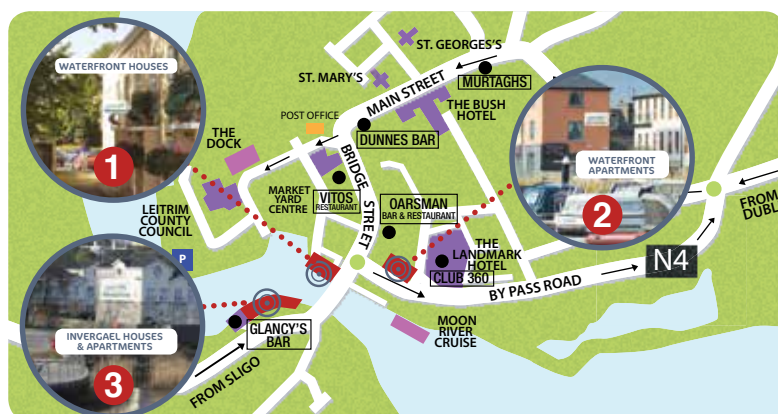 WATERFRONT HOUSES
1
ST. GEORGES'S
ST. MARY'S
MURTAGHS
MAIN STREET
THE BUSH
HOTEL
POST OFFICE
DUNNES BAR
THE
DOCK
BRIDGE STREET
MARKET
YARD
CENTRE
VITOS
RESTAURANT
OARSMAN
BAR & RESTAURANT
WATERFRONT
APARTMENTS
2
LEITRIM
COUNTY
COUNCIL
P
THE
LANDMARK
HOTEL
CLUB 360
FROM
DUBL
N4
BY PASS ROAD
MOON
RIVER
CRUISE
GLANCY'S
BAR
FROM SLIGO
INVERGAEL HOUSES
& APARTMENTS
3